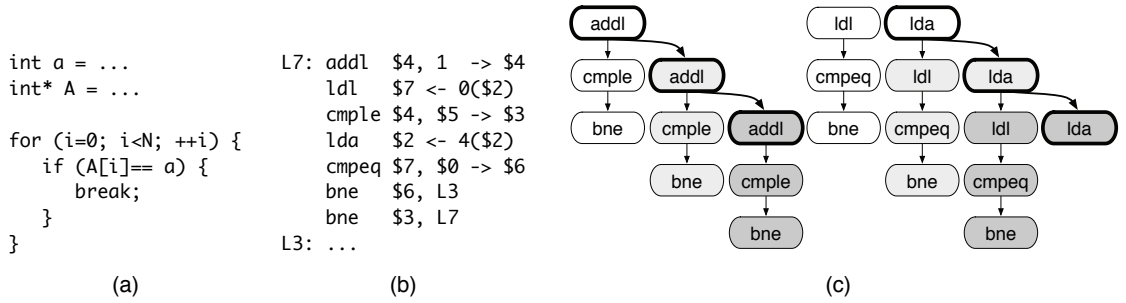 int a = ...
int* A = ...
for (i=0; i<N; ++i) {
if (A[i]== a) {
break;
}
}
(a)
L7: addl $4, 1 -> $4
ldl $7 <- 0($2)
cmple $4, $5 -> $3
lda $2 <- 4($2)
cmpeq $7, $0 -> $6
bne $6, L3
bne $3, L7
L3: ...
(b)
addl ldl lda
cmple addl cmpeq ldl lda
bne cmple addl bne cmpeq ldl lda
bne cmple bne cmpeq
bne bne
(c)